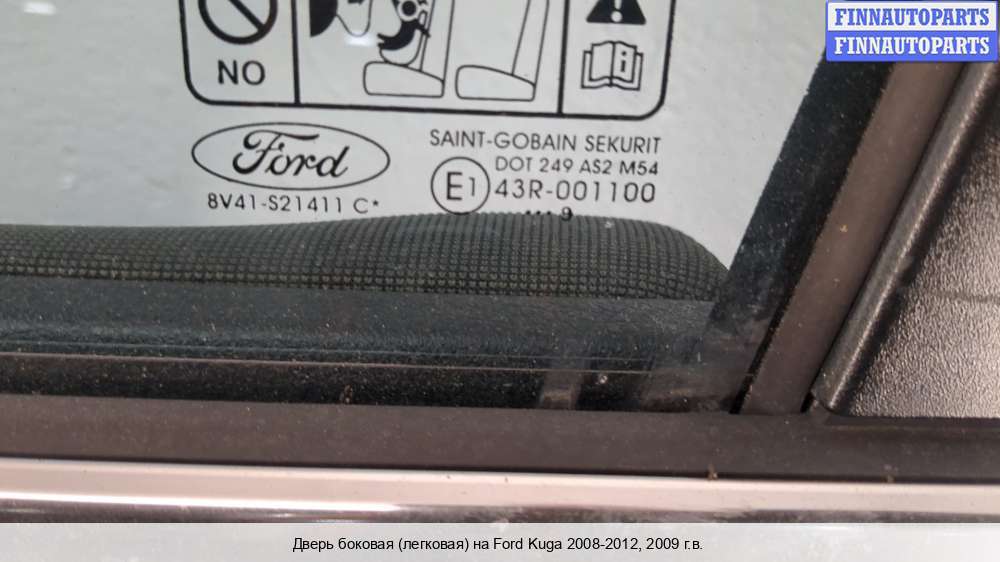 FINNAUTOPARTS
FINNAUTOPARTS
NO
Ford
SAINT-GOBAIN SEKURIT
DOT 249 AS2 M54
8V41-S21411 C*
E1 43R-001100
... 9
Дверь боковая (легковая) на Ford Kuga 2008-2012, 2009 г.в.